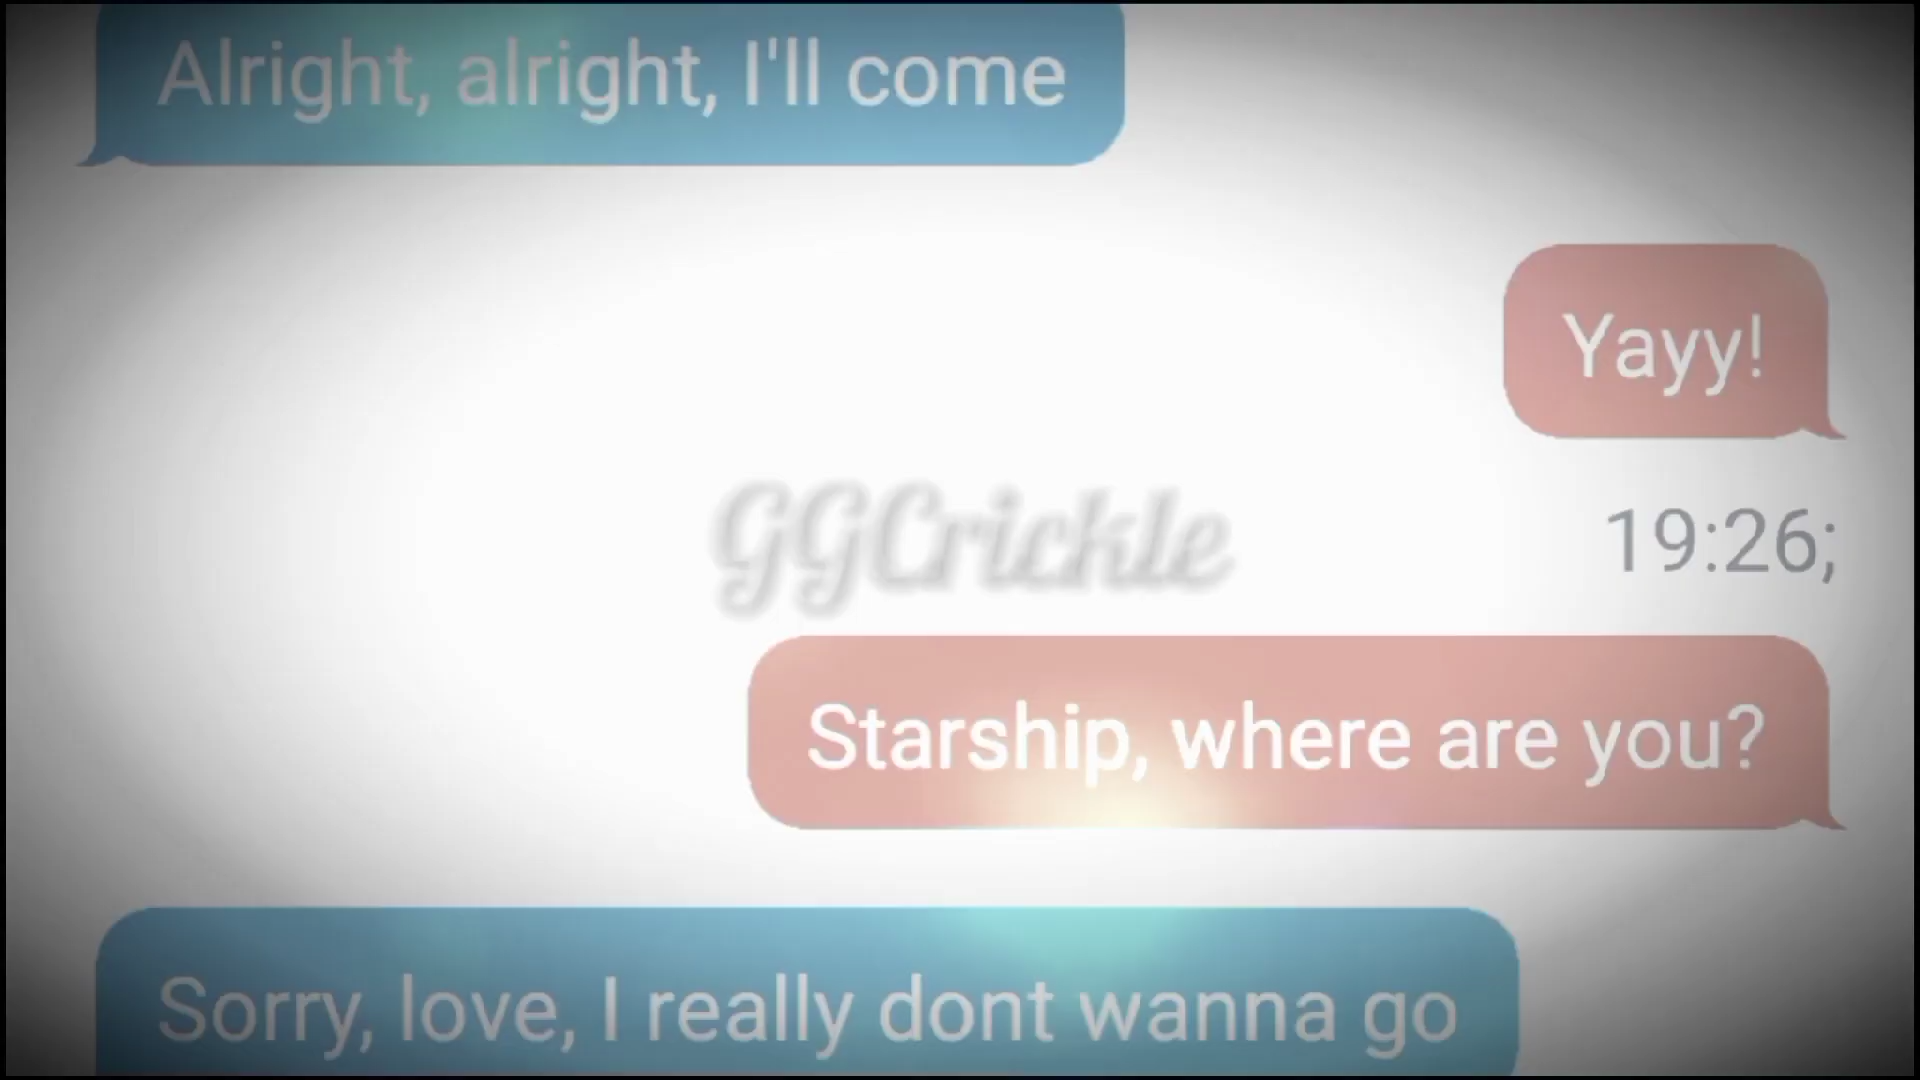 Alright, alright, I'll come
Yayy!
GGCrickle
19:26;
Starship, where are you?
Sorry, love, I really dont wanna go